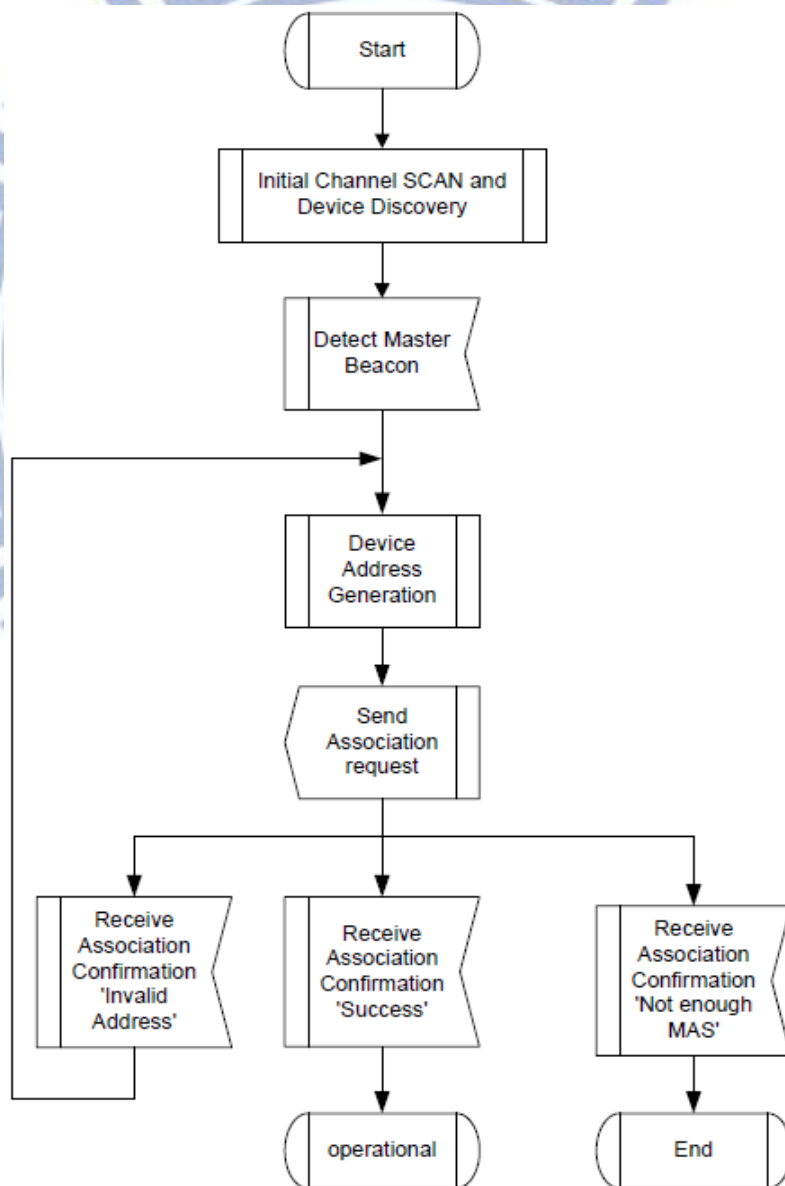 Start
Initial Channel SCAN and
Device Discovery
Detect Master
Beacon
Device
Address
Generation
Send
Association
request
Receive
Association
Confirmation
'Invalid
Address'
Receive
Association
Confirmation
'Success'
Receive
Association
Confirmation
'Not enough
MAS'
operational
End